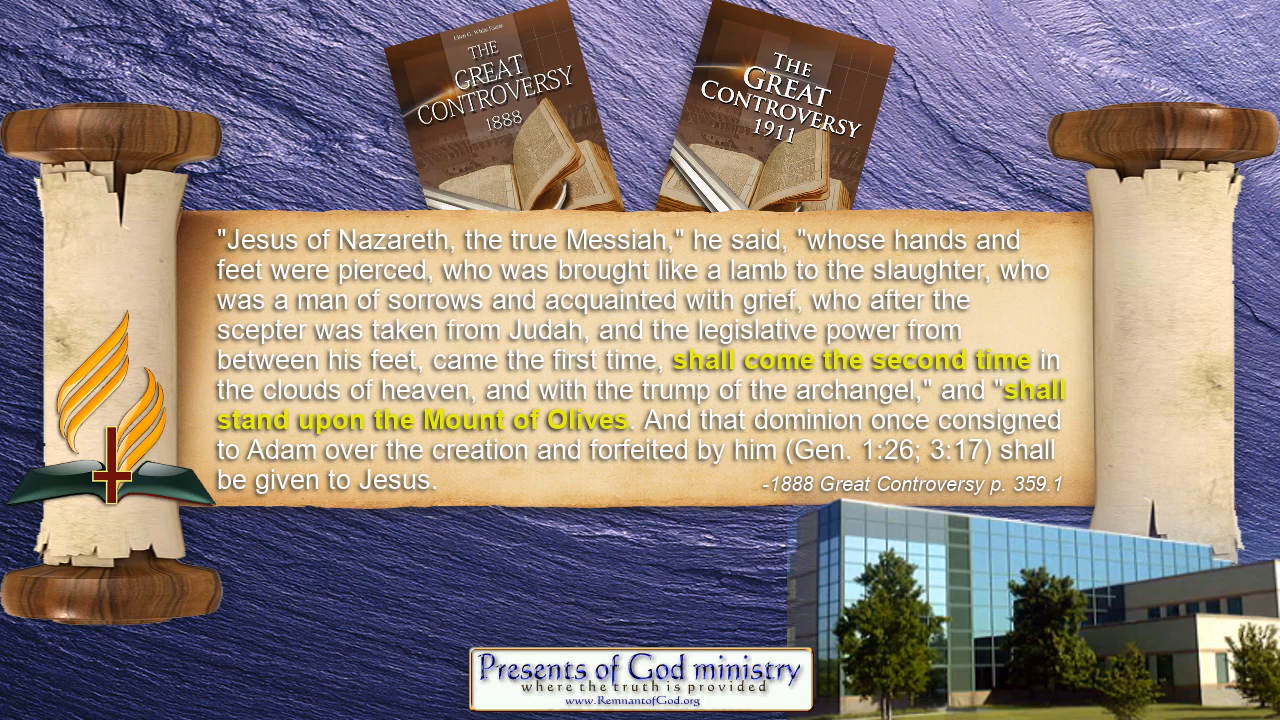 Ellen G. White Estate
THE
GREAT
CONTROVERSY
1888
THE
GREAT
CONTROVERSY
1911
"Jesus of Nazareth, the true Messiah," he said, "whose hands and
feet were pierced, who was brought like a lamb to the slaughter, who
was a man of sorrows and acquainted with grief, who after the
scepter was taken from Judah, and the legislative power from
between his feet, came the first time, shall come the second time in
the clouds of heaven, and with the trump of the archangel," and "shall
stand upon the Mount of Olives. And that dominion once consigned
to Adam over the creation and forfeited by him (Gen. 1:26; 3:17) shall
be given to Jesus.
-1888 Great Controversy p. 359.1
Presents of God ministry
where the truth is provided
www.RemnantofGod.org